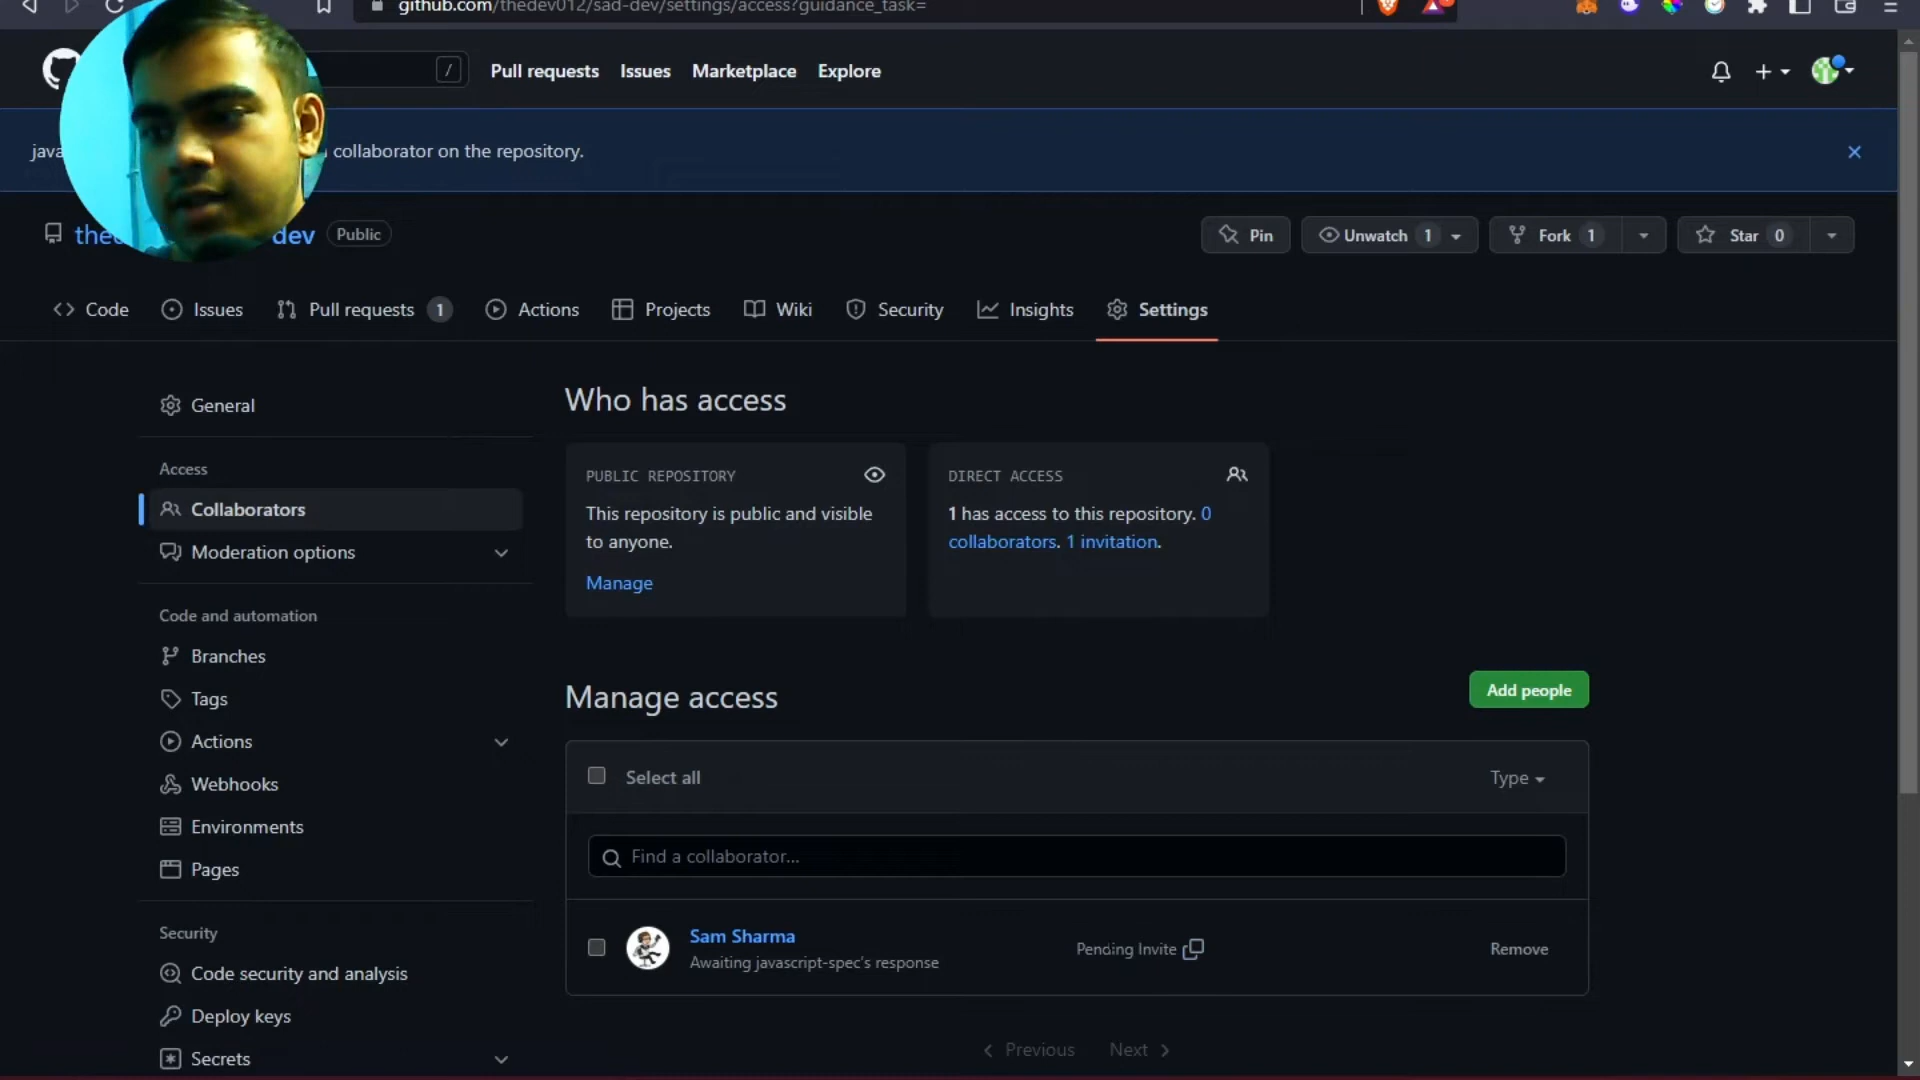 github.com/thedev012/sad-dev/settings/access?guidance_task=
/
Pull requests Issues Marketplace Explore
collaborator on the repository.
dev Public
Pin Unwatch 1 Fork 1 Star 0
Code Issues Pull requests 1 Actions Projects Wiki Security Insights Settings
General
Access
Collaborators
Moderation options
Code and automation
Branches
Tags
Actions
Webhooks
Environments
Pages
Security
Code security and analysis
Deploy keys
Secrets
Who has access
PUBLIC REPOSITORY
This repository is public and visible
to anyone.
Manage
DIRECT ACCESS
1 has access to this repository. 0
collaborators. 1 invitation.
Manage access
Add people
Select all Type
Find a collaborator...
Sam Sharma
Awaiting javascript-spec's response
Pending Invite
Remove
Previous Next